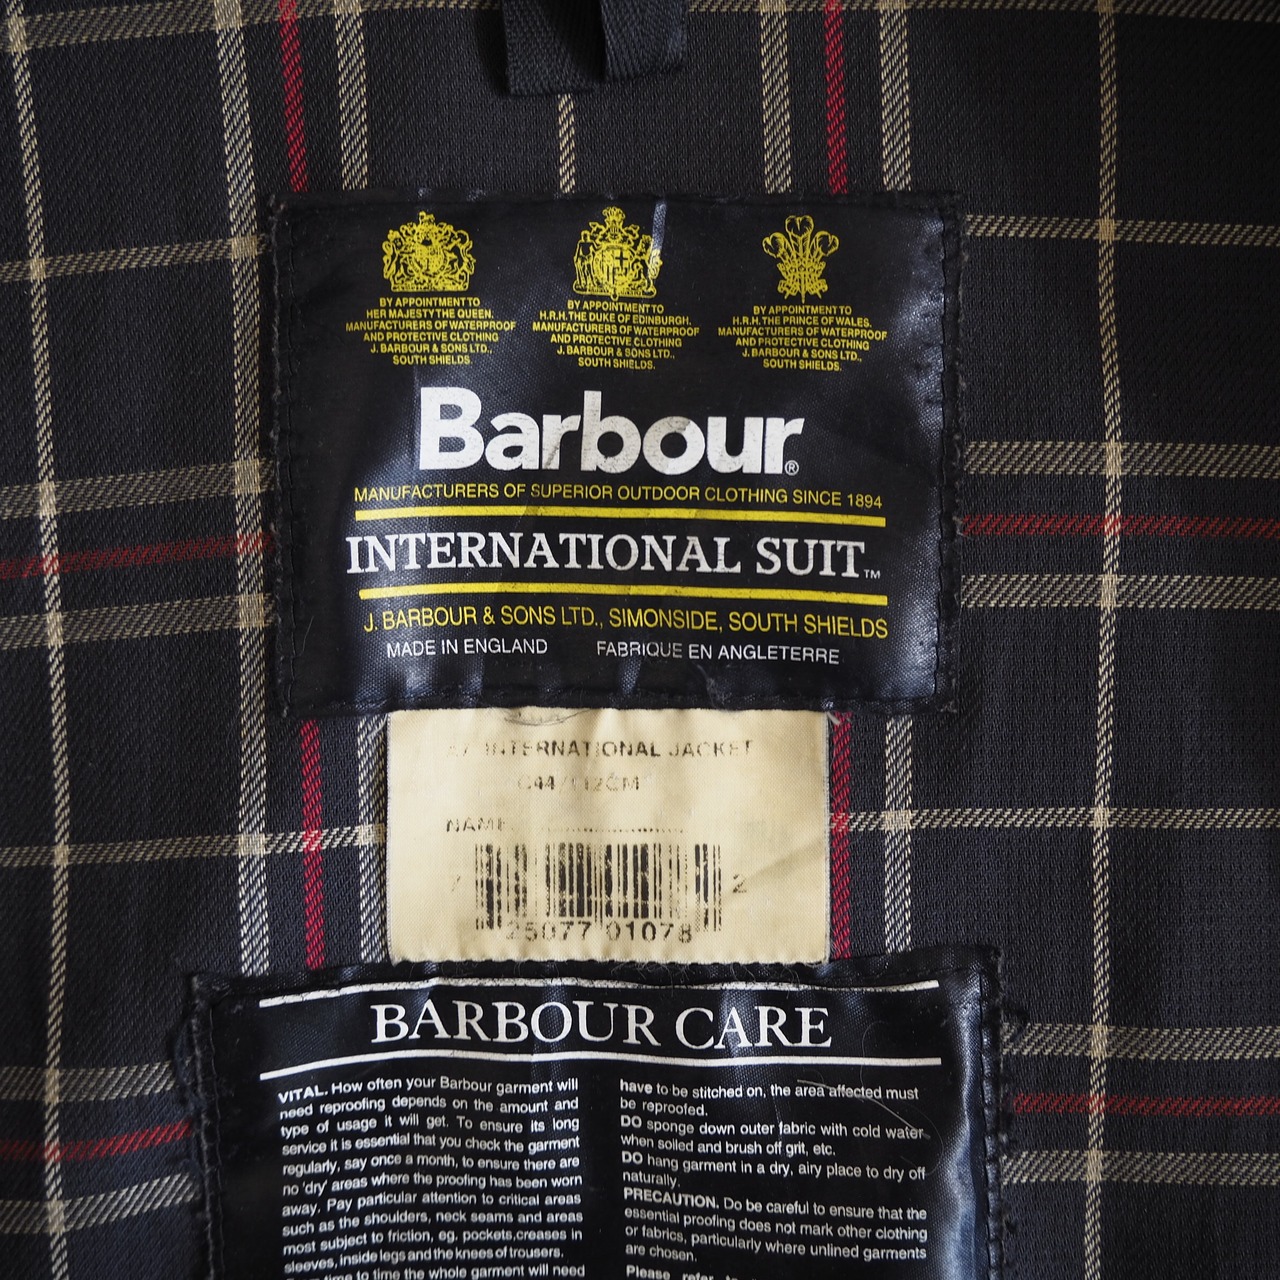 BY APPOINTMENT TO
HER MAJESTY THE QUEEN.
MANUFACTURERS OF WATERPROOF
AND PROTECTIVE CLOTHING
J. BARBOUR & SONS LTD.,
SOUTH SHIELDS.
BY APPOINTMENT TO
H.R.H. THE DUKE OF EDINBURGH.
MANUFACTURERS OF WATERPROOF
AND PROTECTIVE CLOTHING
J. BARBOUR & SONS LTD.,
SOUTH SHIELDS.
BY APPOINTMENT TO
H.R.H. THE PRINCE OF WALES.
MANUFACTURERS OF WATERPROOF
AND PROTECTIVE CLOTHING
J. BARBOUR & SONS LTD.,
SOUTH SHIELDS.
Barbour®
MANUFACTURERS OF SUPERIOR OUTDOOR CLOTHING SINCE 1894
INTERNATIONAL SUIT™
J. BARBOUR & SONS LTD., SIMONSIDE, SOUTH SHIELDS
MADE IN ENGLAND FABRIQUE EN ANGLETERRE
INTERNATIONAL JACKET
C44/112CM
NAME
25077 01078 2
BARBOUR CARE
VITAL. How often your Barbour garment will
need reproofing depends on the amount and
type of usage it will get. To ensure its long
service it is essential that you check the garment
regularly, say once a month, to ensure there are
no 'dry' areas where the proofing has been worn
away. Pay particular attention to critical areas
such as the shoulders, neck seams and areas
most subject to friction, eg. pockets,creases in
sleeves, inside legs and the knees of trousers.
time to time the whole garment will need
have to be stitched on, the area affected must
be reproofed.
DO sponge down outer fabric with cold water
when soiled and brush off grit, etc.
DO hang garment in a dry, airy place to dry off
naturally.
PRECAUTION. Do be careful to ensure that the
essential proofing does not mark other clothing
or fabrics, particularly where unlined garments
are chosen.
Please refer